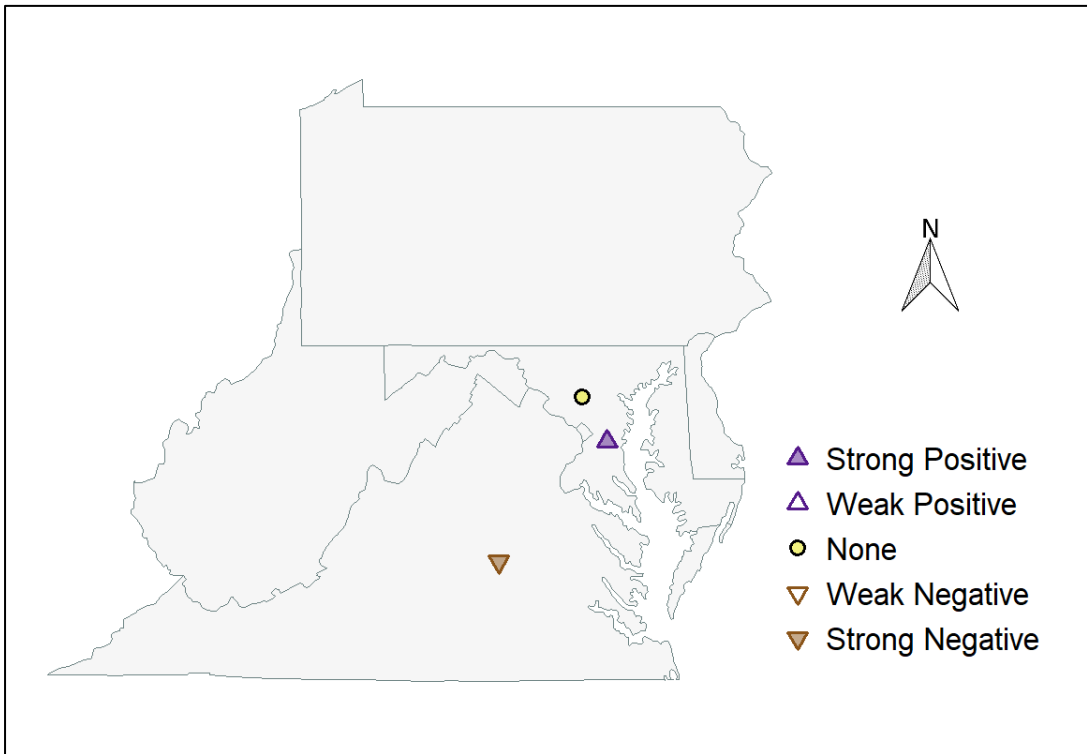 N
Strong Positive
Weak Positive
None
Weak Negative
Strong Negative